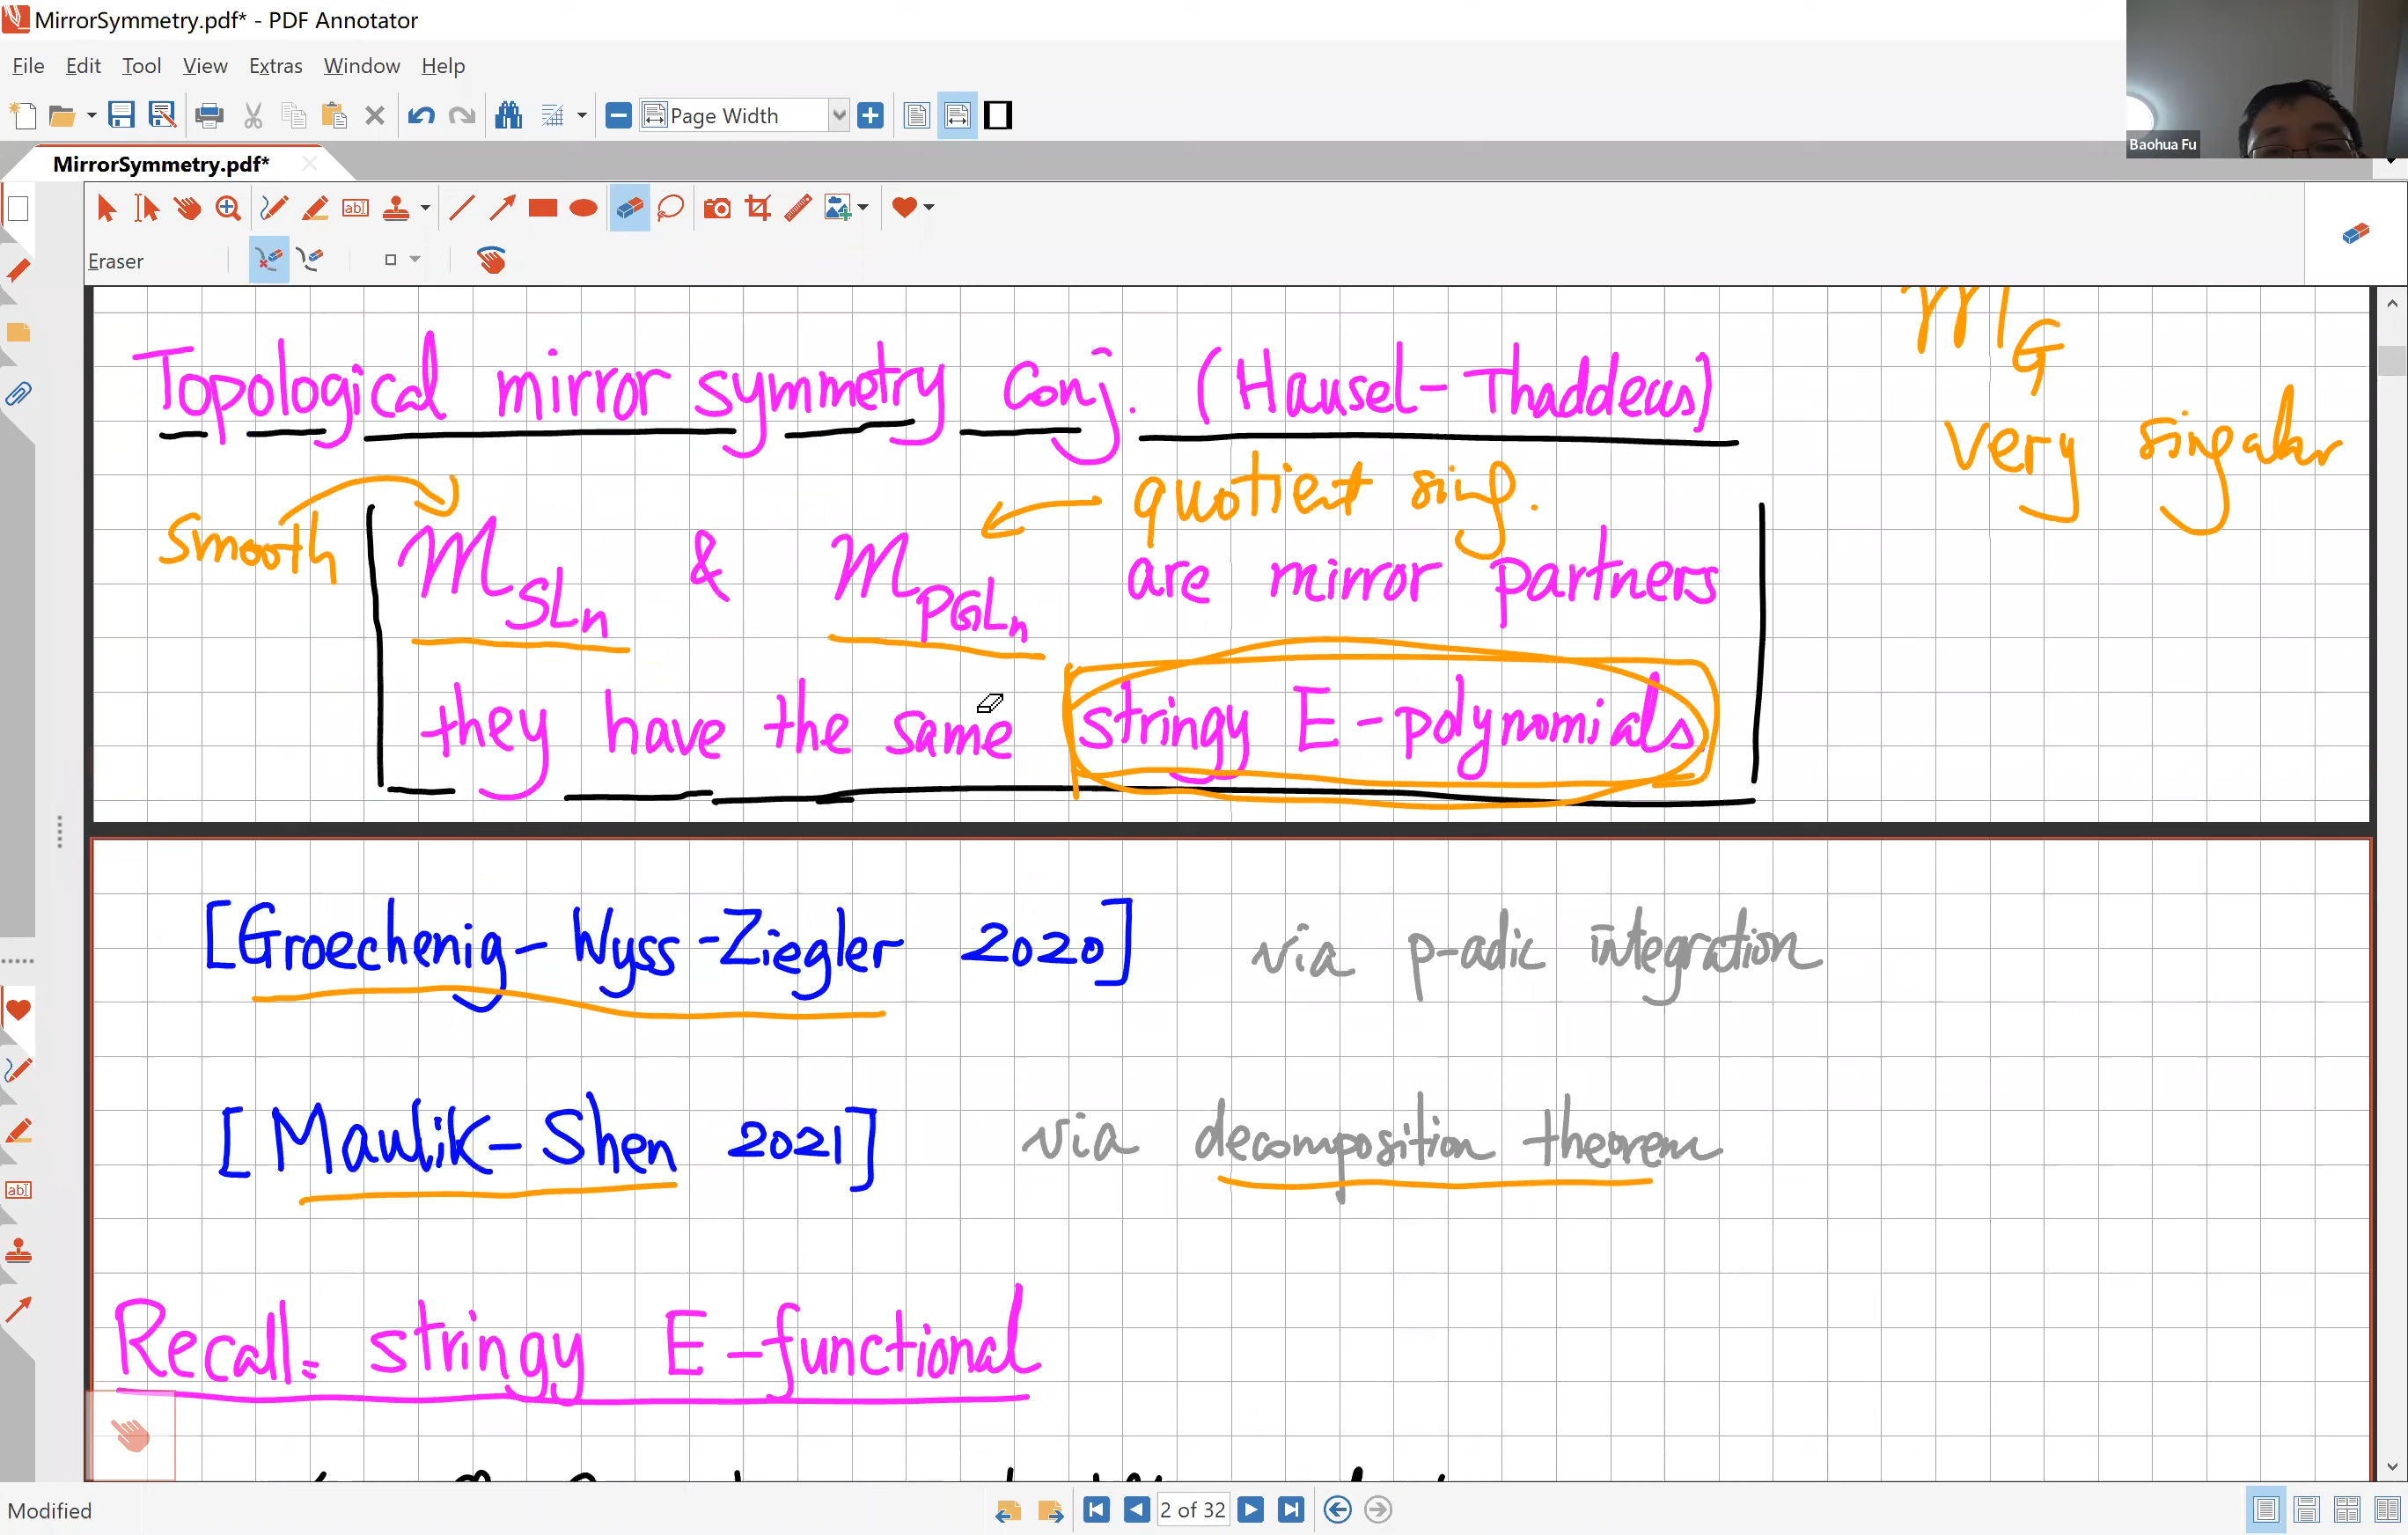 MirrorSymmetry.pdf* - PDF Annotator
File Edit Tool View Extras Window Help
Page Width
Baohua Fu
MirrorSymmetry.pdf*
Eraser
M_G
very singular
Topological mirror symmetry Conj. (Hausel-Thaddeus)
smooth
quotient sing.
M_SLn & M_PGLn are mirror partners
they have the same stringy E-polynomials
[Groechenig-Wyss-Ziegler 2020] via p-adic integration
[Maulik-Shen 2021] via decomposition theorem
Recall: stringy E-functional
Modified
2 of 32